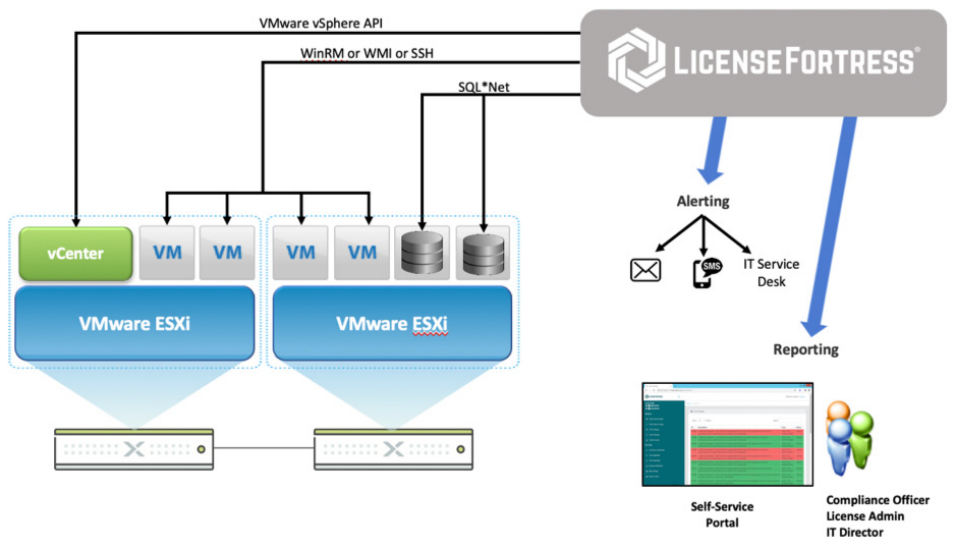 VMware vSphere API
WinRM or WMI or SSH
SQL*Net
LICENSEFORTRESS®
Alerting
SMS
IT Service
Desk
vCenter
VM
VM
VM
VM
VMware ESXi
VMware ESXi
Reporting
Self-Service
Portal
Compliance Officer
License Admin
IT Director